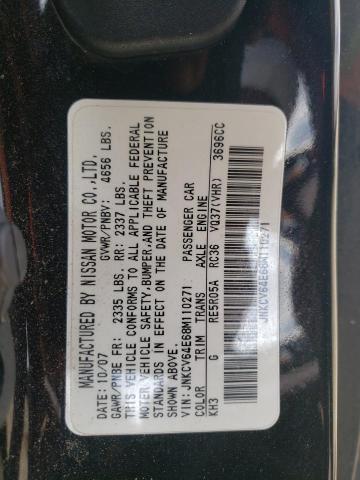 MANUFACTURED BY NISSAN MOTOR CO.,LTD.
DATE:10/07 GVWR/PNBV: 4656 LBS.
GAWR/PNBE FR: 2335 LBS. RR: 2337 LBS.
THIS VEHICLE CONFORMS TO ALL APPLICABLE FEDERAL
MOTOR VEHICLE SAFETY,BUMPER,AND THEFT PREVENTION
STANDARDS IN EFFECT ON THE DATE OF MANUFACTURE
SHOWN ABOVE.
VIN:JNKCV64E68M110271 PASSENGER CAR
COLOR TRIM TRANS AXLE ENGINE
KH3 G RE5R05A RC36 VQ37(VHR) 3696CC
JNKCV64E68M110271